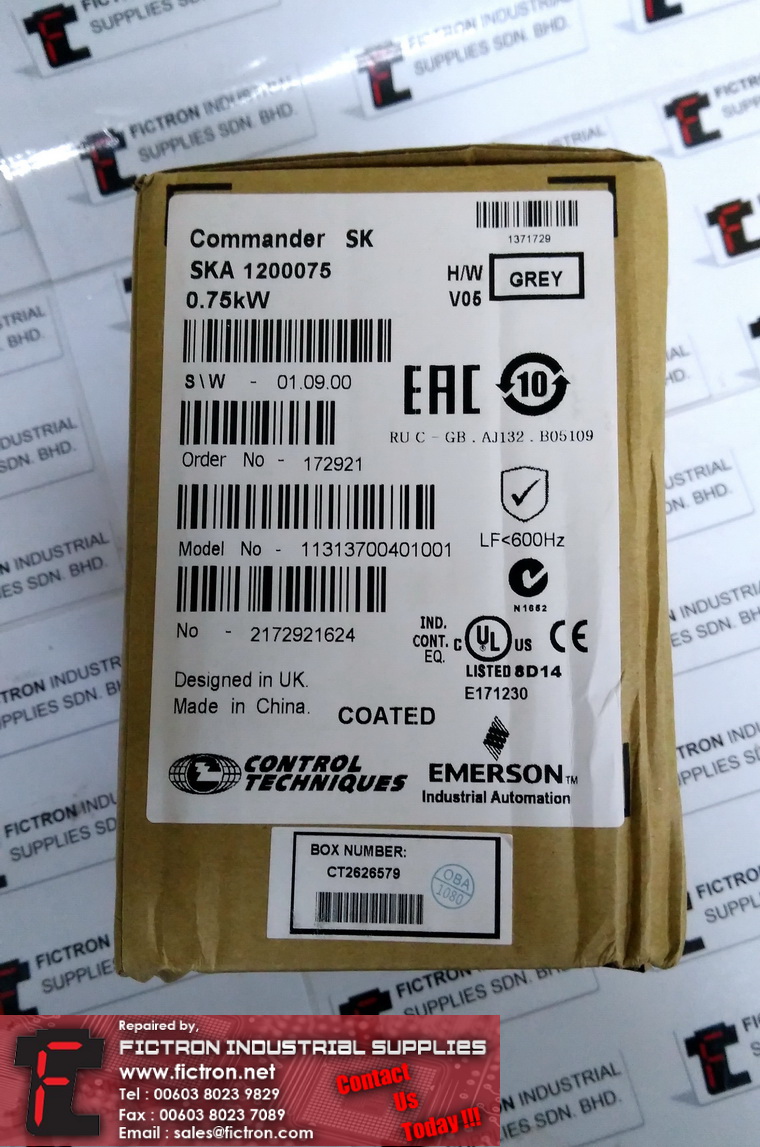 FICTRON INDUSTRIAL
SUPPLIES SDN. BHD.
Commander SK
SKA 1200075
0.75kW
1371729
H/W
V05
GREY
S\W - 01.09.00
EAC
10
RU C - GB . AJ132 . B05109
Order No - 172921
LF<600Hz
Model No - 11313700401001
N1652
No - 2172921624
IND.
CONT.
EQ.
C UL US CE
LISTED 8D14
E171230
Designed in UK.
Made in China.
COATED
CONTROL
TECHNIQUES
EMERSON TM
Industrial Automation
BOX NUMBER:
CT2626579
OBA
1080
Repaired by,
FICTRON INDUSTRIAL SUPPLIES
www.fictron.net
Tel : 00603 8023 9829
Fax : 00603 8023 7089
Email : sales@fictron.com
Contact
Us
Today !!!